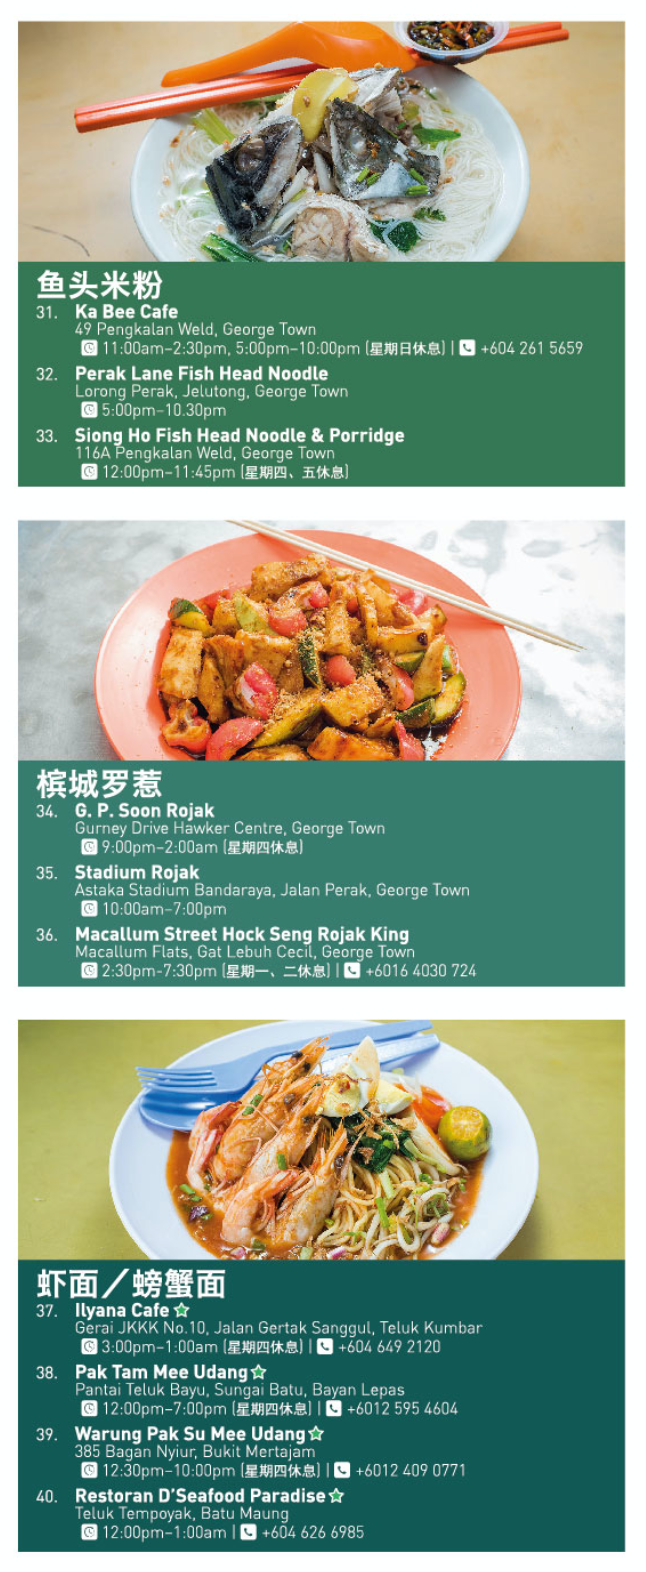 鱼头米粉
31. Ka Bee Cafe
49 Pengkalan Weld, George Town
11:00am–2:30pm, 5:00pm–10:00pm (星期日休息) | +604 261 5659
32. Perak Lane Fish Head Noodle
Lorong Perak, Jelutong, George Town
5:00pm–10.30pm
33. Siong Ho Fish Head Noodle & Porridge
116A Pengkalan Weld, George Town
12:00pm–11:45pm (星期四、五休息)
槟城罗惹
34. G. P. Soon Rojak
Gurney Drive Hawker Centre, George Town
9:00pm–2:00am (星期四休息)
35. Stadium Rojak
Astaka Stadium Bandaraya, Jalan Perak, George Town
10:00am–7:00pm
36. Macallum Street Hock Seng Rojak King
Macallum Flats, Gat Lebuh Cecil, George Town
2:30pm-7:30pm (星期一、二休息) | +6016 4030 724
虾面／螃蟹面
37. Ilyana Cafe
Gerai JKKK No.10, Jalan Gertak Sanggul, Teluk Kumbar
3:00pm–1:00am (星期四休息) | +604 649 2120
38. Pak Tam Mee Udang
Pantai Teluk Bayu, Sungai Batu, Bayan Lepas
12:00pm–7:00pm (星期四休息) | +6012 595 4604
39. Warung Pak Su Mee Udang
385 Bagan Nyiur, Bukit Mertajam
12:30pm–10:00pm (星期四休息) | +6012 409 0771
40. Restoran D'Seafood Paradise
Teluk Tempoyak, Batu Maung
12:00pm–1:00am | +604 626 6985